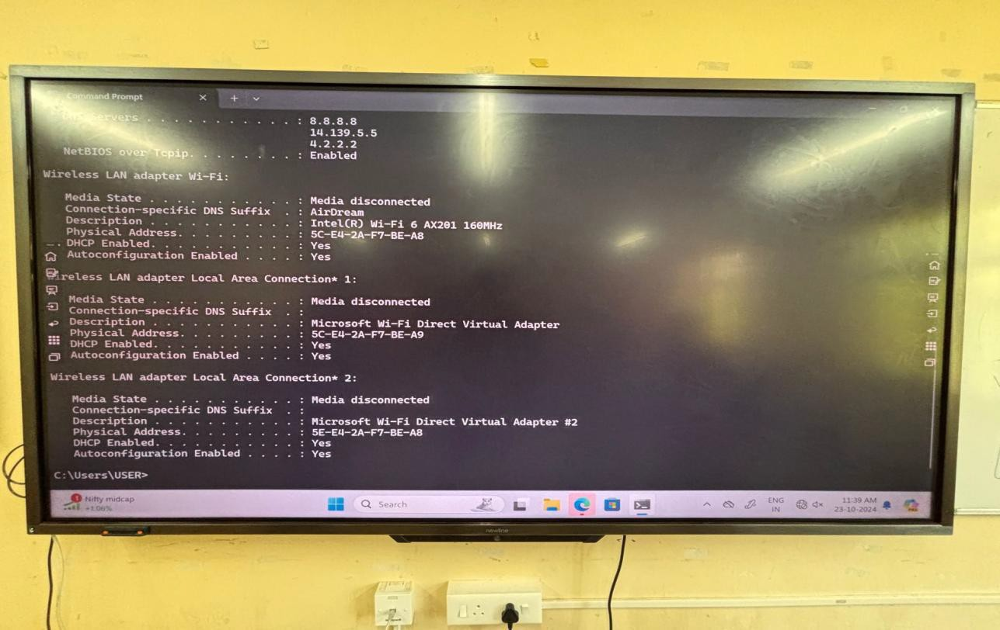 Command Prompt
DNS Servers . . . . . . . . . . . : 8.8.8.8
14.139.5.5
4.2.2.2
NetBIOS over Tcpip. . . . . . . . : Enabled
Wireless LAN adapter Wi-Fi:
Media State . . . . . . . . . . . : Media disconnected
Connection-specific DNS Suffix . : AirDream
Description . . . . . . . . . . . : Intel(R) Wi-Fi 6 AX201 160MHz
Physical Address. . . . . . . . . : 5C-E4-2A-F7-BE-A8
DHCP Enabled. . . . . . . . . . . : Yes
Autoconfiguration Enabled . . . . : Yes
Wireless LAN adapter Local Area Connection* 1:
Media State . . . . . . . . . . . : Media disconnected
Connection-specific DNS Suffix . :
Description . . . . . . . . . . . : Microsoft Wi-Fi Direct Virtual Adapter
Physical Address. . . . . . . . . : 5C-E4-2A-F7-BE-A9
DHCP Enabled. . . . . . . . . . . : Yes
Autoconfiguration Enabled . . . . : Yes
Wireless LAN adapter Local Area Connection* 2:
Media State . . . . . . . . . . . : Media disconnected
Connection-specific DNS Suffix . :
Description . . . . . . . . . . . : Microsoft Wi-Fi Direct Virtual Adapter #2
Physical Address. . . . . . . . . : 5E-E4-2A-F7-BE-A8
DHCP Enabled. . . . . . . . . . . : Yes
Autoconfiguration Enabled . . . . : Yes
C:\Users\USER>
1
Nifty midcap
+1.06%
Search
ENG
IN
11:39 AM
23-10-2024
newline